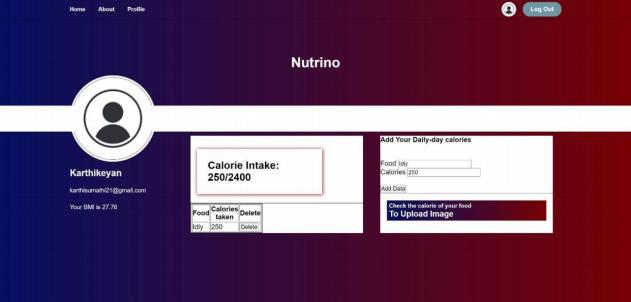 Home About Profile Log Out
Nutrino
Karthikeyan
karthisumathi21@gmail.com
Your BMI is 27.76
Calorie Intake:
250/2400
Food Calories taken Delete
Idly 250 Delete
Add Your Daily-day calories
Food Idly
Calories 250
Add Data
Check the calorie of your food
To Upload Image